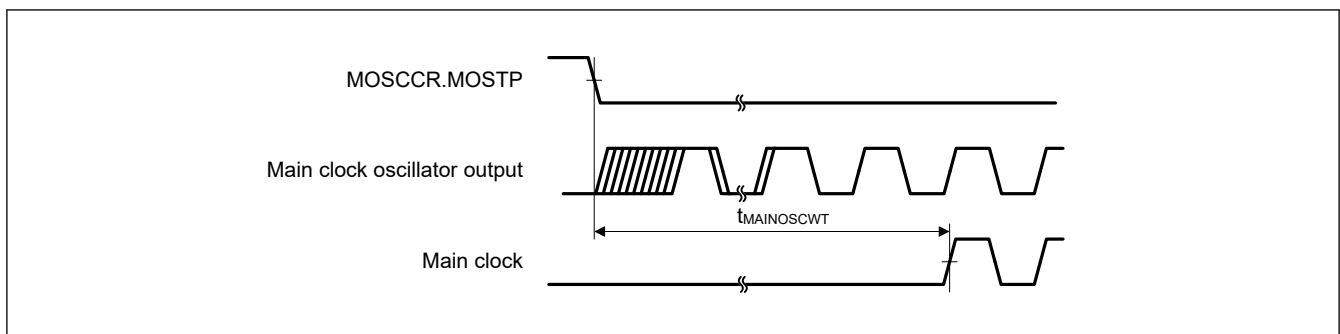 MOSCCR.MOSTP
Main clock oscillator output
tMAINOSCWT
Main clock